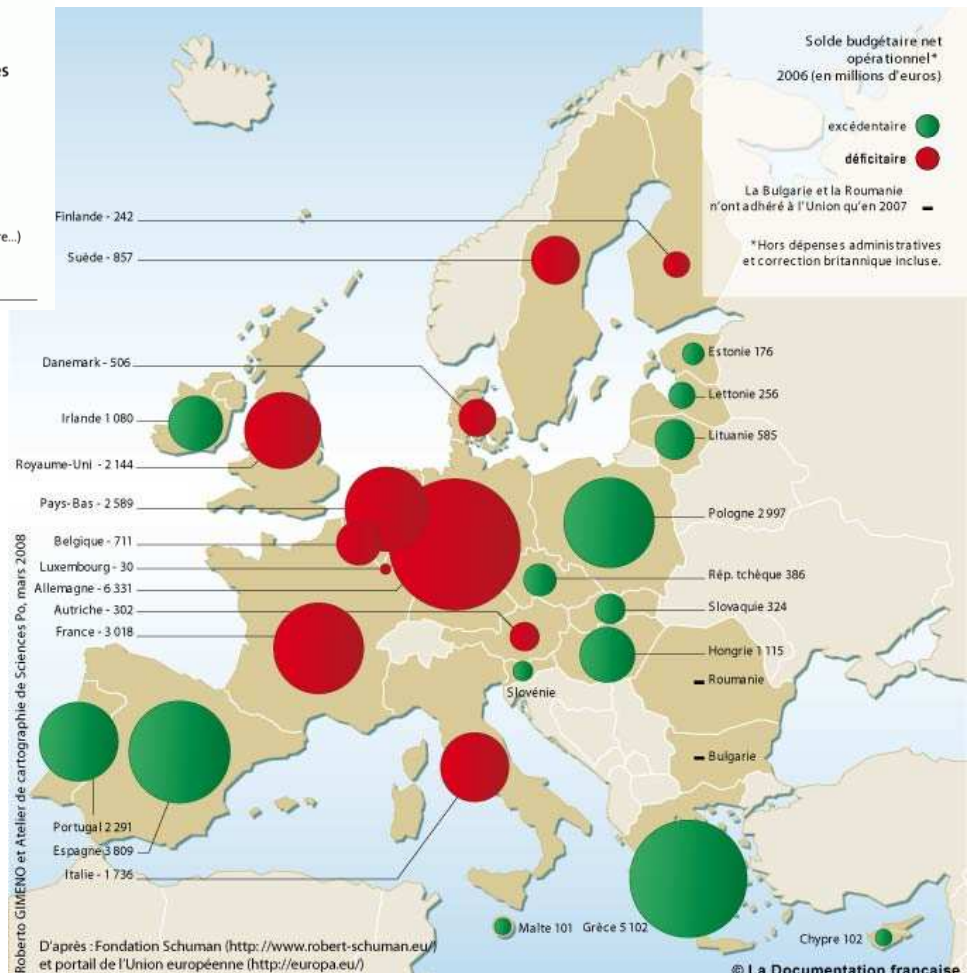 es
re...)
Solde budgétaire net
opérationnel*
2006 (en millions d'euros)
excédentaire
déficitaire
La Bulgarie et la Roumanie
n'ont adhéré à l'Union qu'en 2007
*Hors dépenses administratives
et correction britannique incluse.
Finlande - 242
Suède - 857
Danemark - 506
Irlande 1 080
Royaume-Uni - 2 144
Pays-Bas - 2 589
Belgique - 711
Luxembourg - 30
Allemagne - 6 331
Autriche - 302
France - 3 018
Estonie 176
Lettonie 256
Lituanie 585
Pologne 2 997
Rép. tchèque 386
Slovaquie 324
Hongrie 1 115
Roumanie
Slovénie
Bulgarie
Portugal 2 291
Espagne 3 809
Italie - 1 736
Malte 101
Grèce 5 102
Chypre 102
D'après : Fondation Schuman (http://www.robert-schuman.eu/)
et portail de l'Union européenne (http://europa.eu/)
© La Documentation française
Roberto GIMENO et Atelier de cartographie de Sciences Po, mars 2008